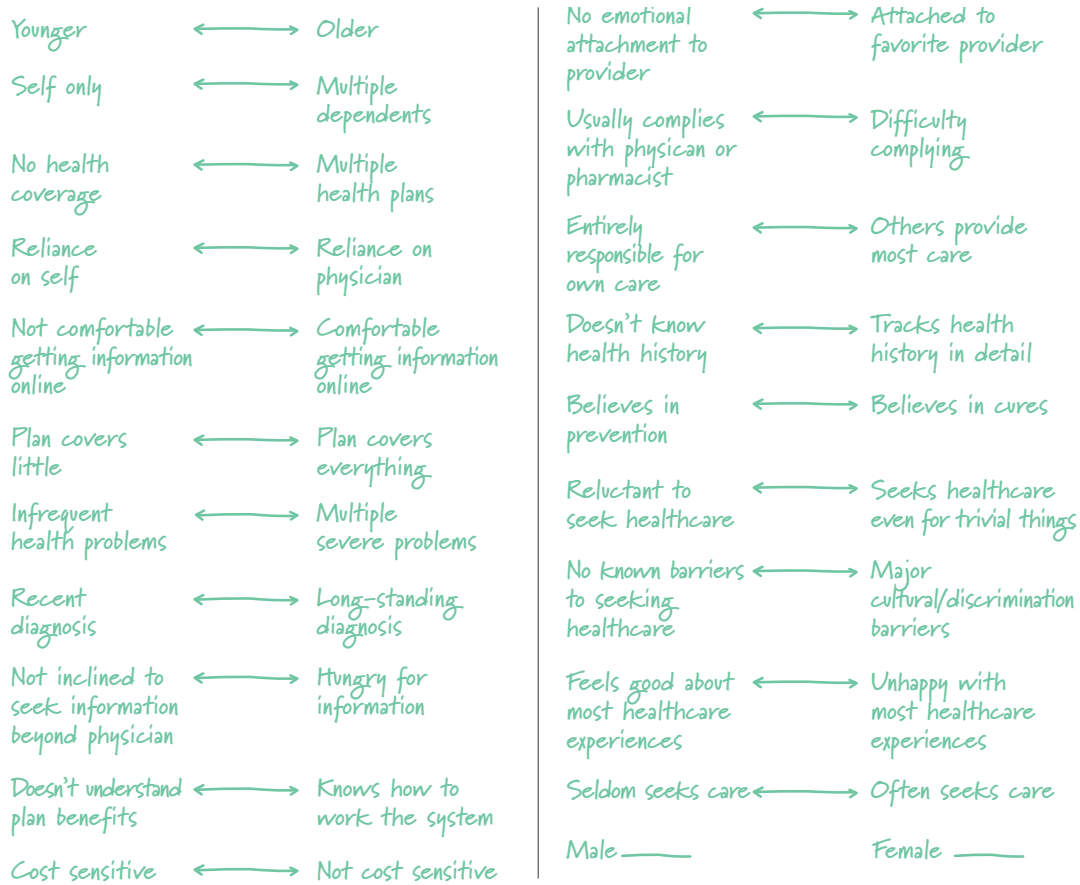 Younger Older
Self only Multiple
dependents
No health Multiple
coverage health plans
Reliance Reliance on
on self physician
Not comfortable Comfortable
getting information getting information
online online
Plan covers Plan covers
little everything
Infrequent Multiple
health problems severe problems
Recent Long-standing
diagnosis diagnosis
Not inclined to Hungry for
seek information information
beyond physician
Doesn't understand Knows how to
plan benefits work the system
Cost sensitive Not cost sensitive
No emotional Attached to
attachment to favorite provider
provider
Usually complies Difficulty
with physican or complying
pharmacist
Entirely Others provide
responsible for most care
own care
Doesn't know Tracks health
health history history in detail
Believes in Believes in cures
prevention
Reluctant to Seeks healthcare
seek healthcare even for trivial things
No known barriers Major
to seeking cultural/discrimination
healthcare barriers
Feels good about Unhappy with
most healthcare most healthcare
experiences experiences
Seldom seeks care Often seeks care
Male Female